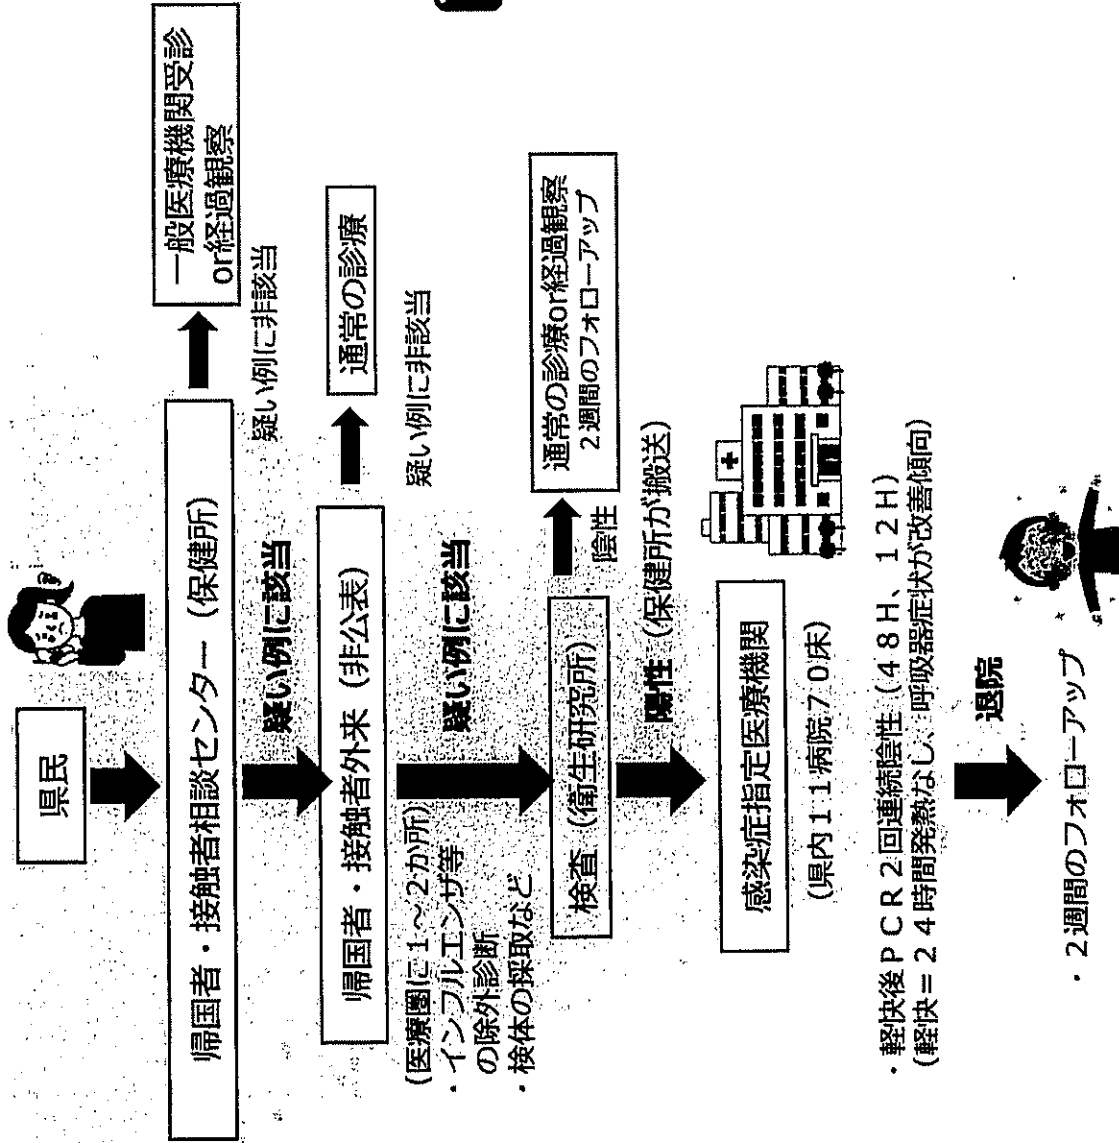 県民
帰国者・接触者相談センター（保健所）
一般医療機関受診
or経過観察
疑い例に非該当
疑い例に該当
帰国者・接触者外来（非公表）
通常の診療
疑い例に非該当
(医療圏に１～２か所)
・インフルエンザ等
の除外診断
・検体の採取など
疑い例に該当
検査（衛生研究所）
陰性
通常の診療or経過観察
２週間のフォローアップ
陽性（保健所が搬送）
感染症指定医療機関
(県内１１病院７０床)
・軽快後ＰＣＲ２回連続陰性（４８Ｈ、１２Ｈ）
(軽快＝２４時間発熱なし、呼吸器症状が改善傾向)
退院
・２週間のフォローアップ